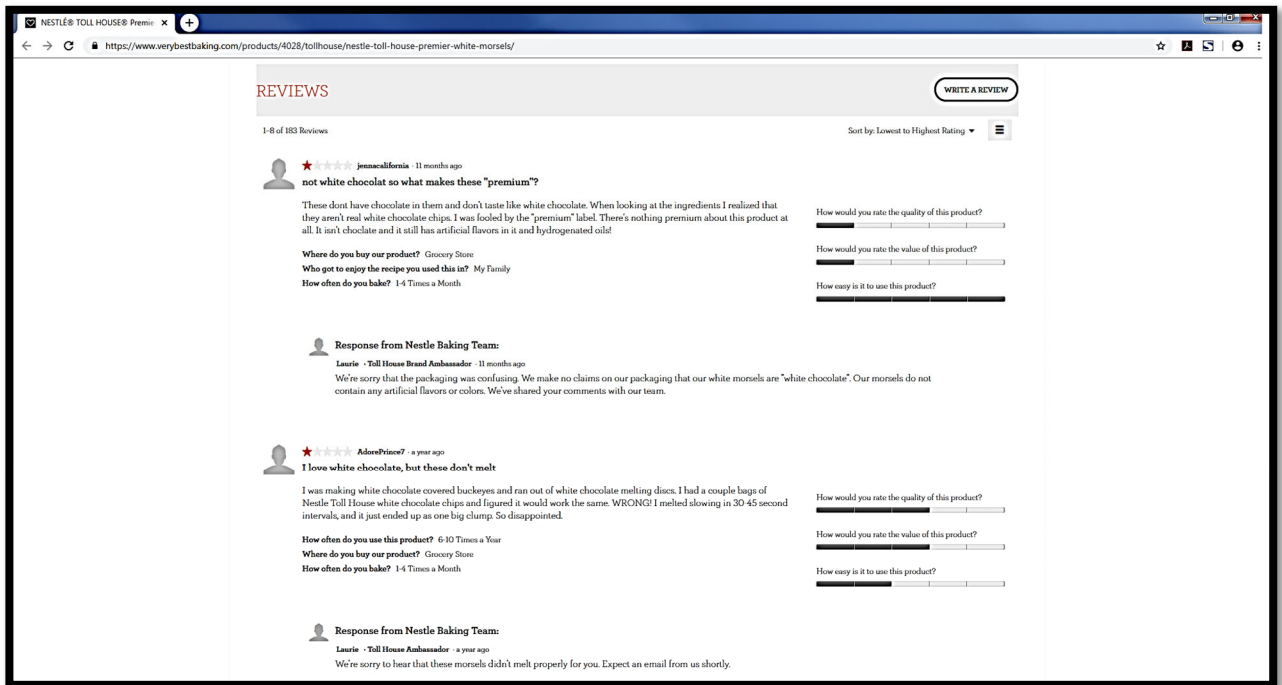 NESTLÉ® TOLL HOUSE® Premie
https://www.verybestbaking.com/products/4028/tollhouse/nestle-toll-house-premier-white-morsels/
REVIEWS
WRITE A REVIEW
1-8 of 183 Reviews
Sort by: Lowest to Highest Rating
jennacalifornia · 11 months ago
not white chocolat so what makes these "premium"?
These dont have chocolate in them and don't taste like white chocolate. When looking at the ingredients I realized that
they aren't real white chocolate chips. I was fooled by the "premium" label. There's nothing premium about this product at
all. It isn't choclate and it still has artificial flavors in it and hydrogenated oils!
Where do you buy our product? Grocery Store
Who got to enjoy the recipe you used this in? My Family
How often do you bake? 1-4 Times a Month
How would you rate the quality of this product?
How would you rate the value of this product?
How easy is it to use this product?
Response from Nestle Baking Team:
Laurie · Toll House Brand Ambassador · 11 months ago
We're sorry that the packaging was confusing. We make no claims on our packaging that our white morsels are "white chocolate". Our morsels do not
contain any artificial flavors or colors. We've shared your comments with our team.
AdorePrince7 · a year ago
I love white chocolate, but these don't melt
I was making white chocolate covered buckeyes and ran out of white chocolate melting discs. I had a couple bags of
Nestle Toll House white chocolate chips and figured it would work the same. WRONG! I melted slowing in 30-45 second
intervals, and it just ended up as one big clump. So disappointed.
How often do you use this product? 6-10 Times a Year
Where do you buy our product? Grocery Store
How often do you bake? 1-4 Times a Month
How would you rate the quality of this product?
How would you rate the value of this product?
How easy is it to use this product?
Response from Nestle Baking Team:
Laurie · Toll House Ambassador · a year ago
We're sorry to hear that these morsels didn't melt properly for you. Expect an email from us shortly.